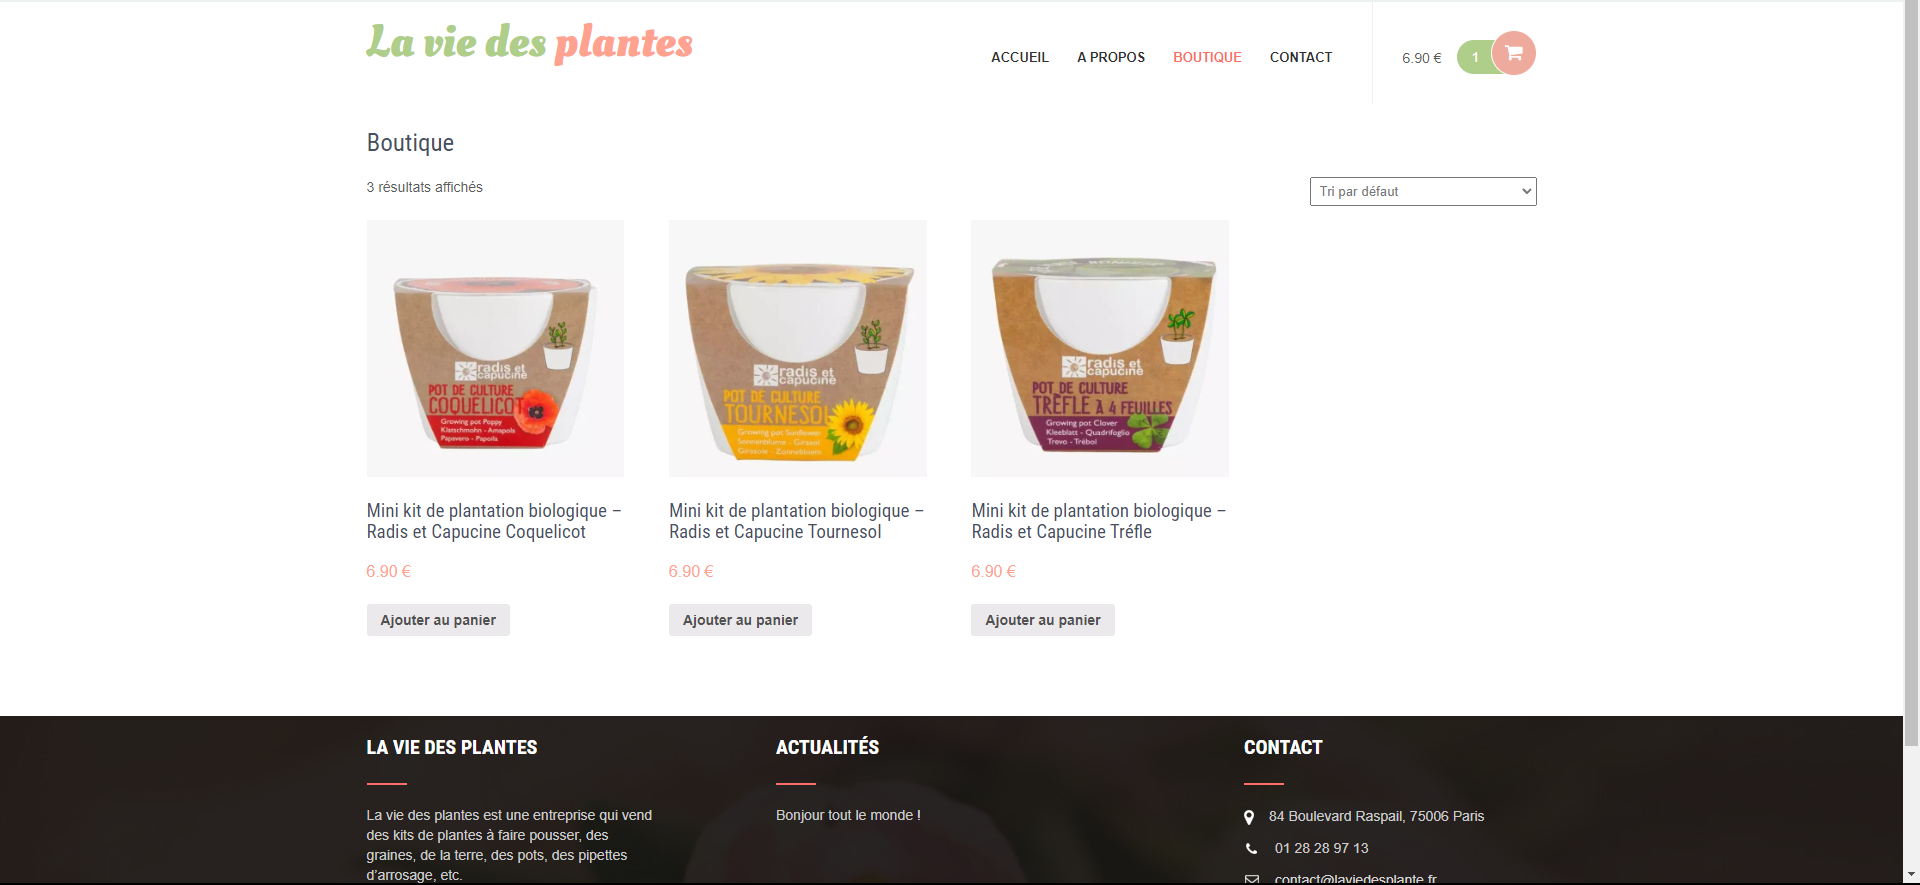 La vie des plantes
ACCUEIL A PROPOS BOUTIQUE CONTACT 6.90 € 1
Boutique
3 résultats affichés
Tri par défaut
radis et
capucine
POT DE CULTURE
COQUELICOT
Growing pot Poppy
Klatschmohn - Amapola
Papavero - Papoila
radis et
capucine
POT DE CULTURE
TOURNESOL
Growing pot Sunflower
Sonnenblume - Girasol
Girasole - Zonnebloem
radis et
capucine
POT DE CULTURE
TRÈFLE À 4 FEUILLES
Growing pot Clover
Kleeblatt - Quadrifoglio
Trevo - Trébol
Mini kit de plantation biologique –
Radis et Capucine Coquelicot
6.90 €
Ajouter au panier
Mini kit de plantation biologique –
Radis et Capucine Tournesol
6.90 €
Ajouter au panier
Mini kit de plantation biologique –
Radis et Capucine Tréfle
6.90 €
Ajouter au panier
LA VIE DES PLANTES
La vie des plantes est une entreprise qui vend
des kits de plantes à faire pousser, des
graines, de la terre, des pots, des pipettes
d’arrosage, etc.
ACTUALITÉS
Bonjour tout le monde !
CONTACT
84 Boulevard Raspail, 75006 Paris
01 28 28 97 13
contact@laviedesplante.fr